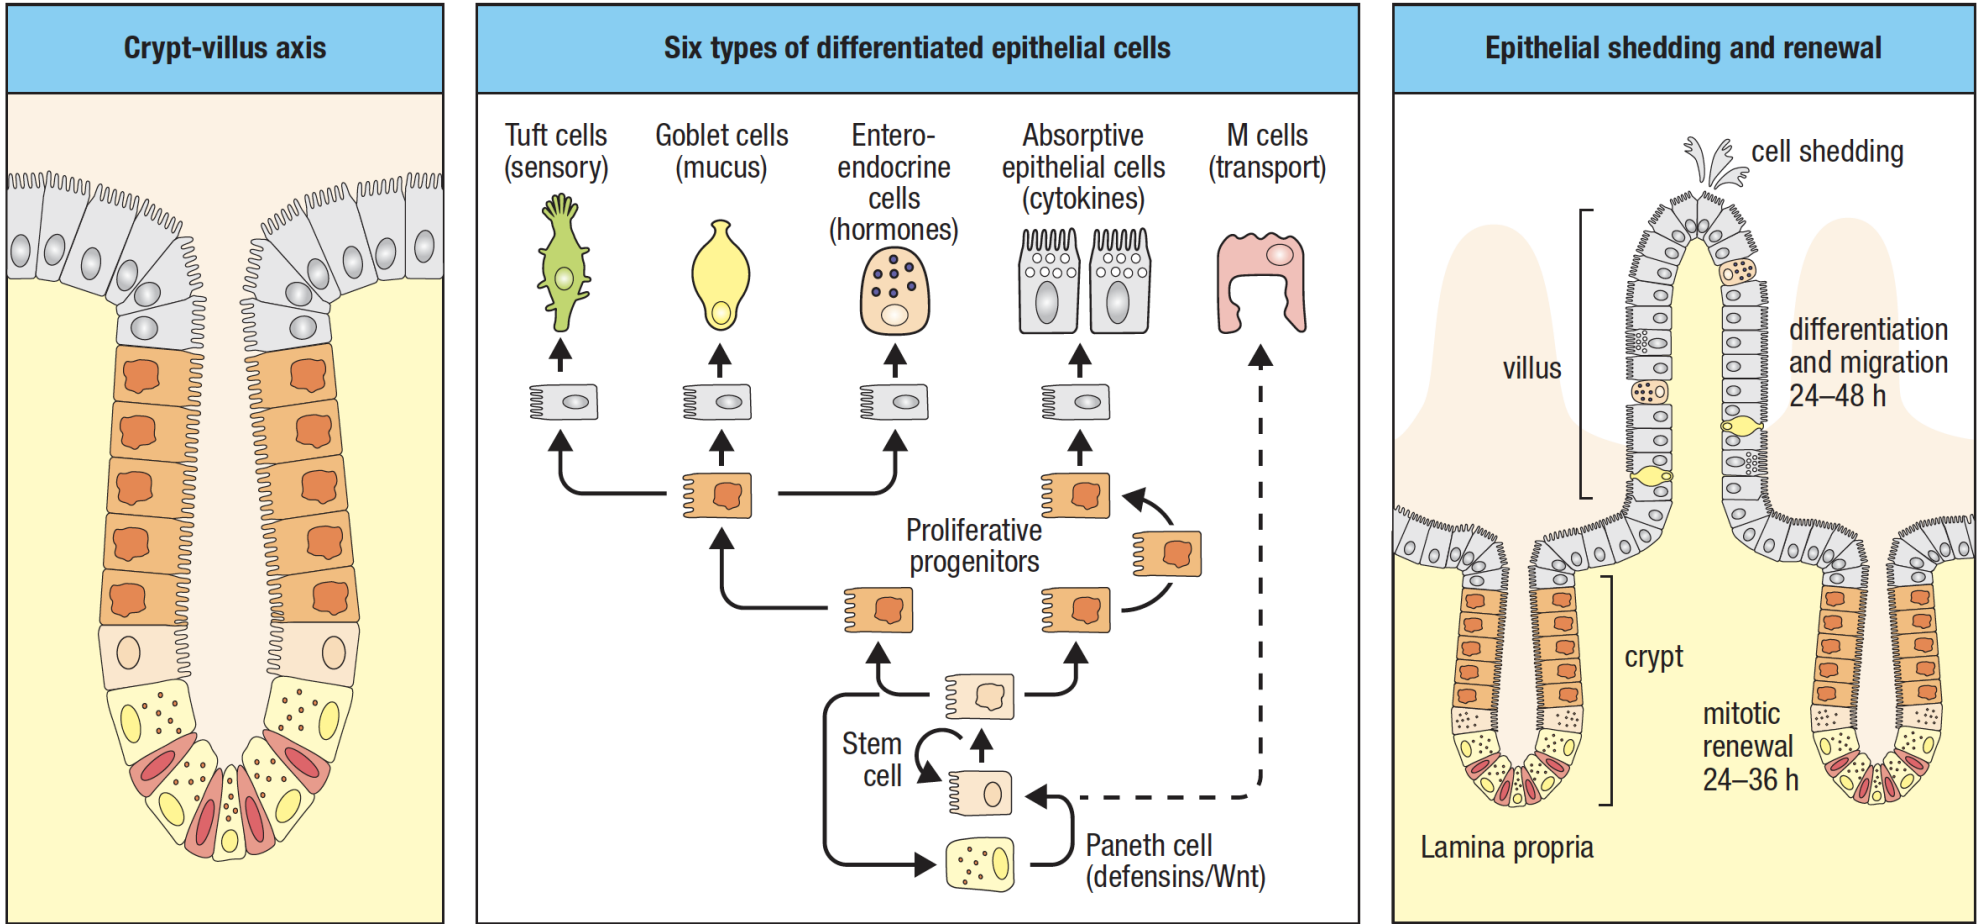 Crypt-villus axis
Six types of differentiated epithelial cells
Tuft cells
(sensory)
Goblet cells
(mucus)
Entero-
endocrine
cells
(hormones)
Absorptive
epithelial cells
(cytokines)
M cells
(transport)
Proliferative
progenitors
Stem
cell
Paneth cell
(defensins/Wnt)
Epithelial shedding and renewal
cell shedding
villus
differentiation
and migration
24–48 h
crypt
mitotic
renewal
24–36 h
Lamina propria